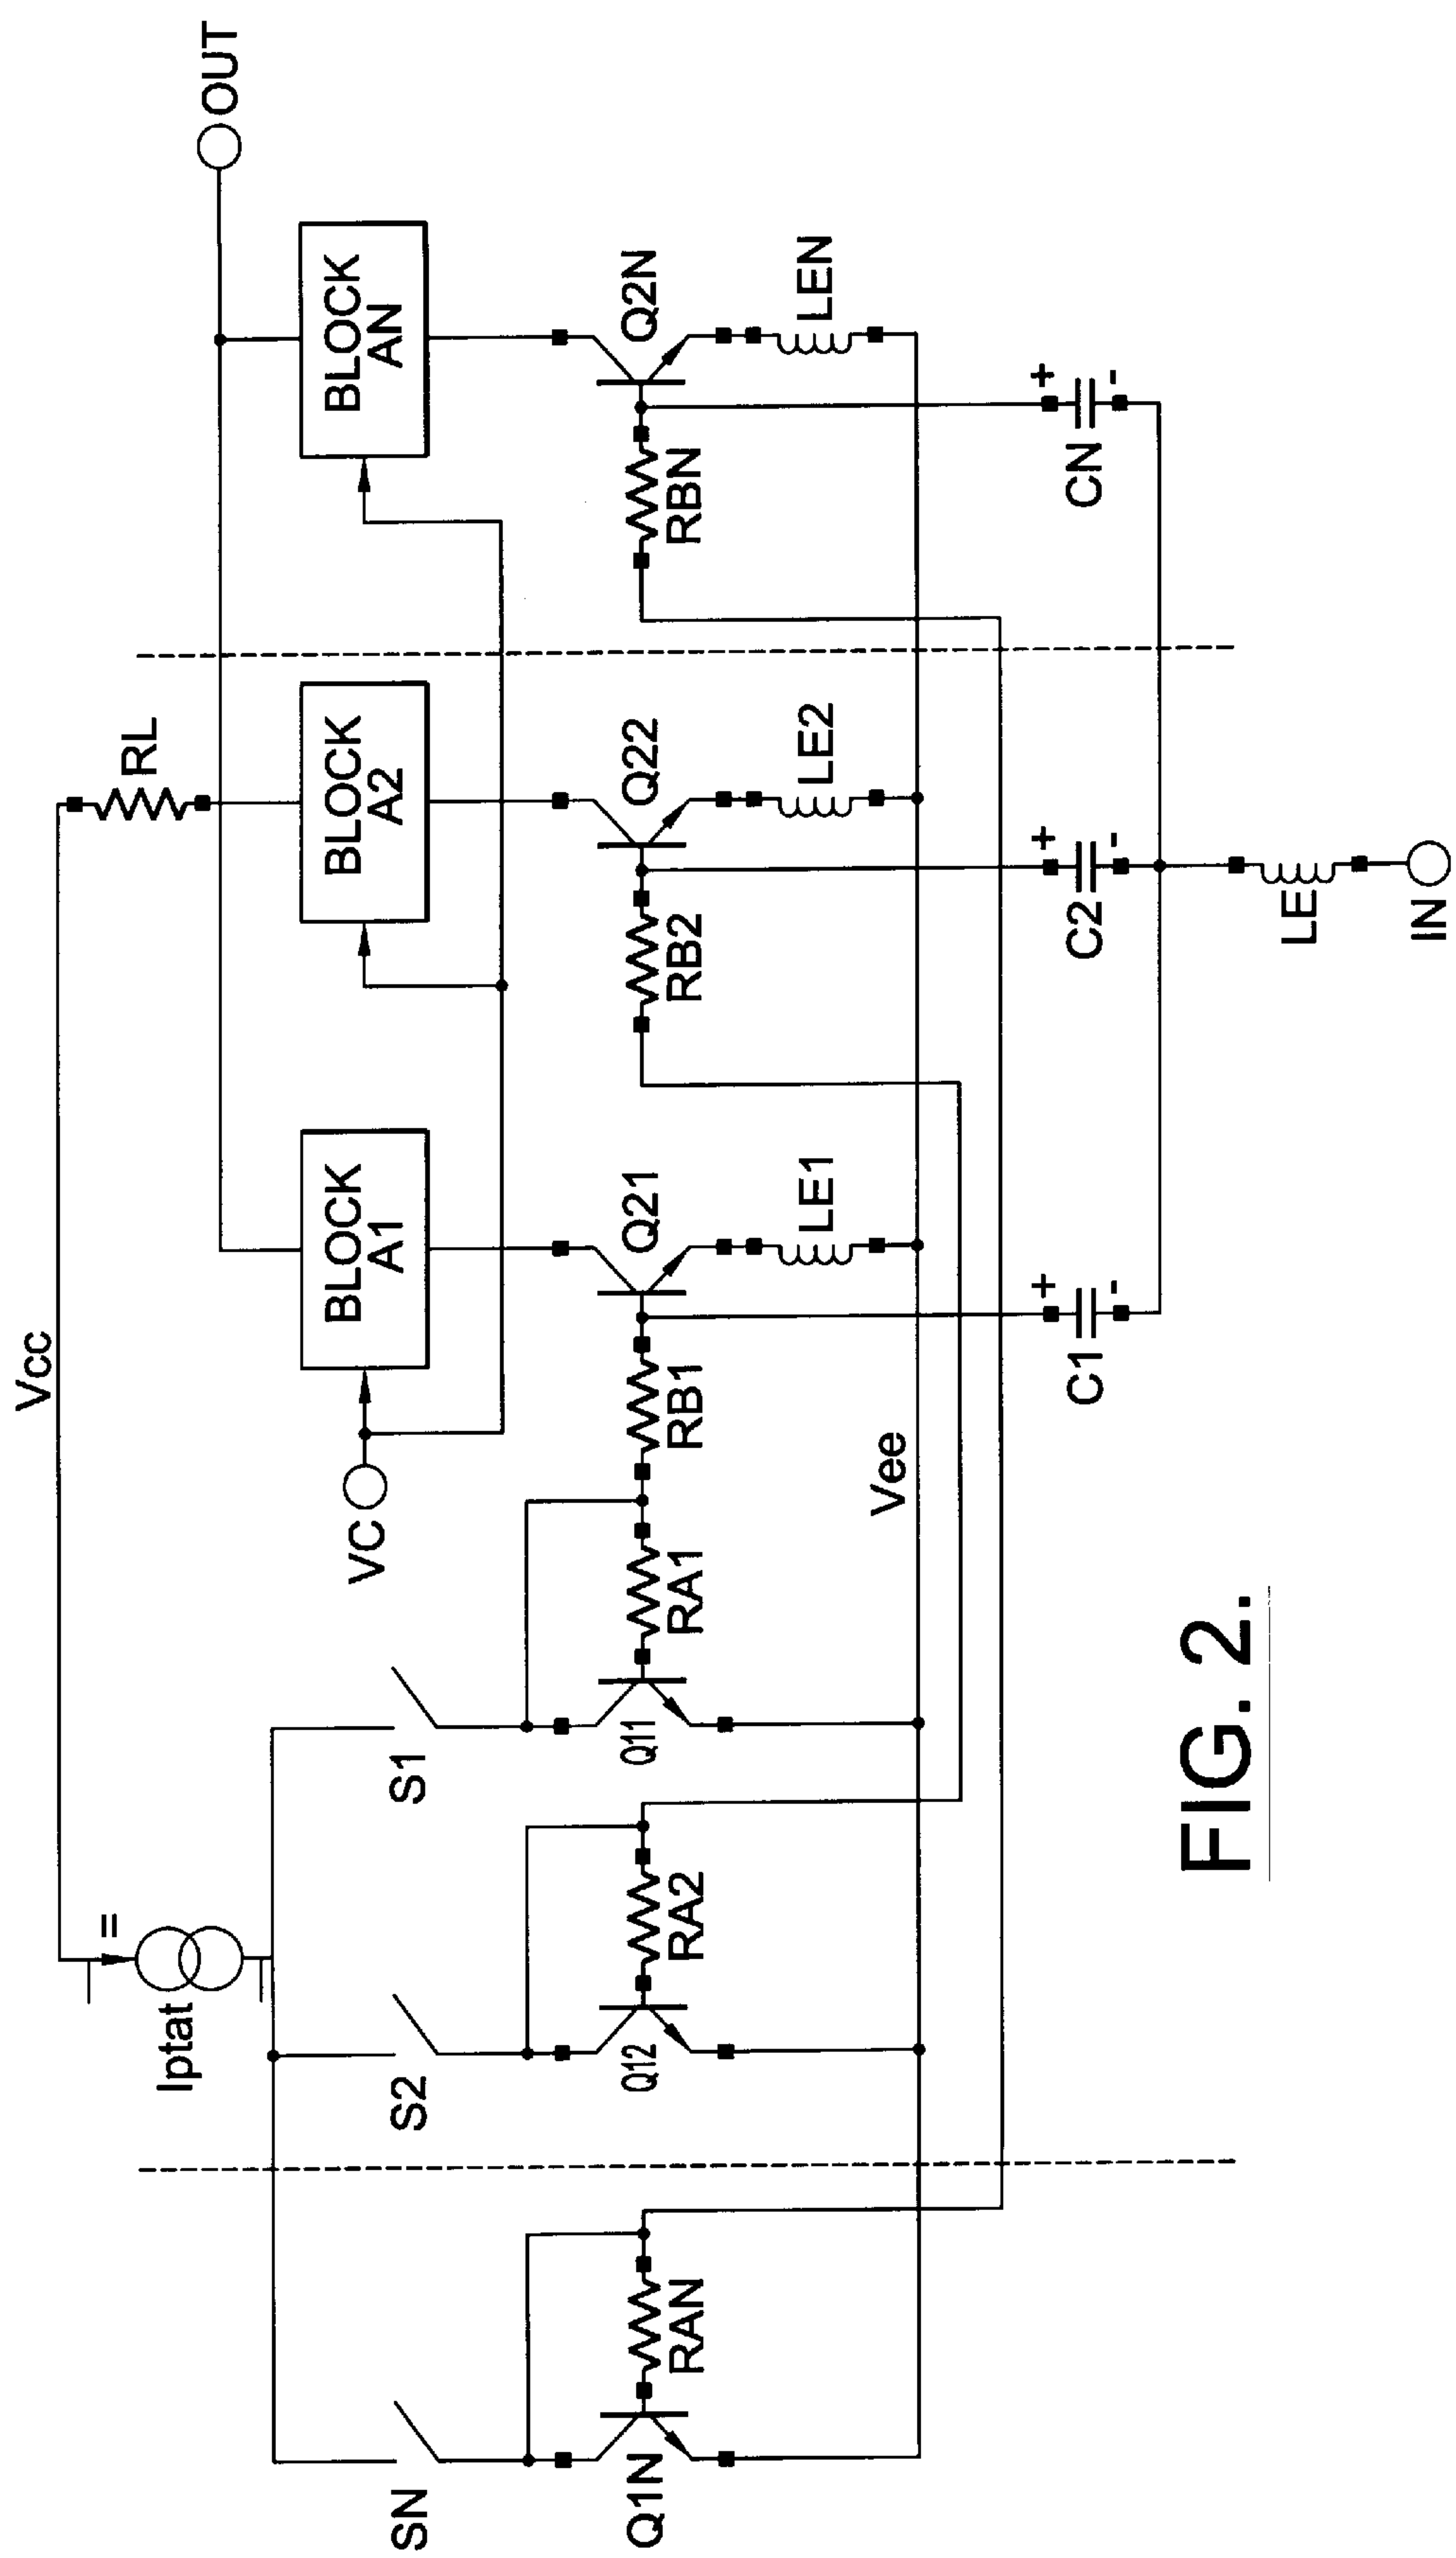 Vcc
RL
OUT
Iptat
=
VC
BLOCK
A1
BLOCK
A2
BLOCK
AN
SN
S2
S1
Q1N
RAN
Q12
RA2
Q11
RA1
RB1
Q21
RB2
Q22
RBN
Q2N
LE1
LE2
LEN
Vee
C1
+
-
C2
+
-
CN
+
-
LE
IN
FIG. 2.